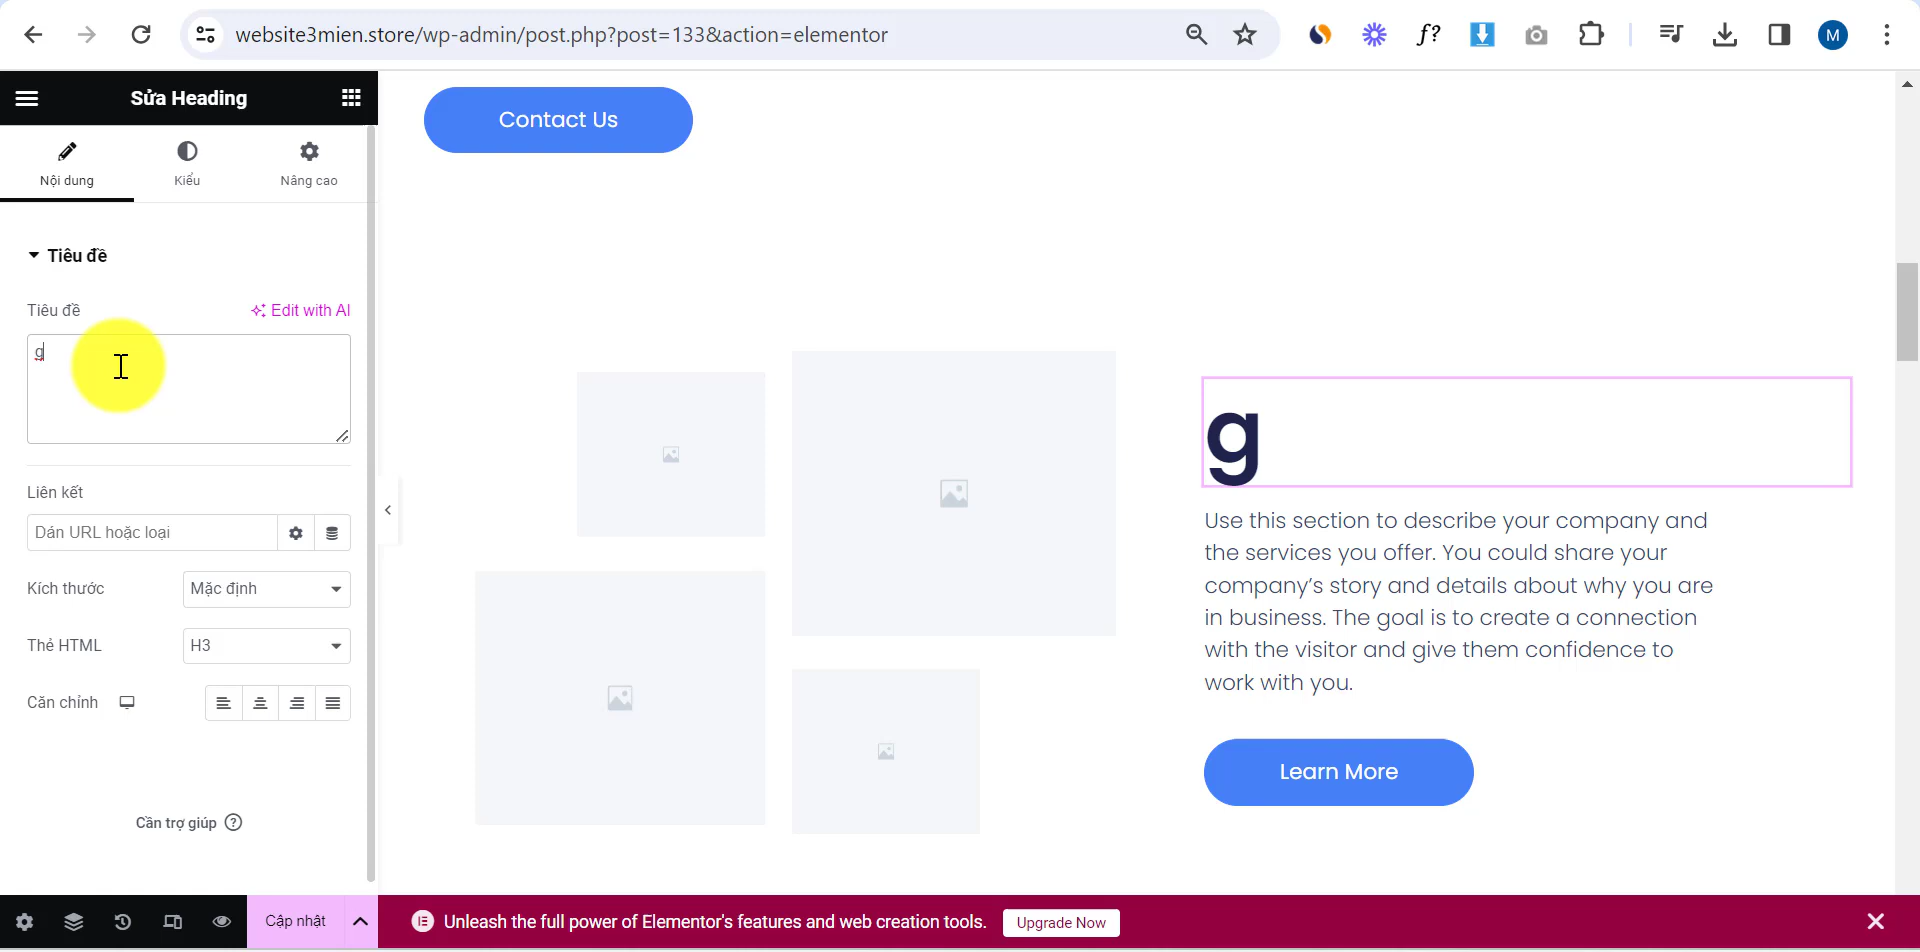 website3mien.store/wp-admin/post.php?post=133&action=elementor
f?
M
Sửa Heading
Nội dung
Kiểu
Nâng cao
Tiêu đề
Tiêu đề
Edit with AI
g
Liên kết
Dán URL hoặc loại
Kích thước
Mặc định
Thẻ HTML
H3
Căn chỉnh
Cần trợ giúp
Cập nhật
Contact Us
g
Use this section to describe your company and
the services you offer. You could share your
company's story and details about why you are
in business. The goal is to create a connection
with the visitor and give them confidence to
work with you.
Learn More
Unleash the full power of Elementor's features and web creation tools.
Upgrade Now